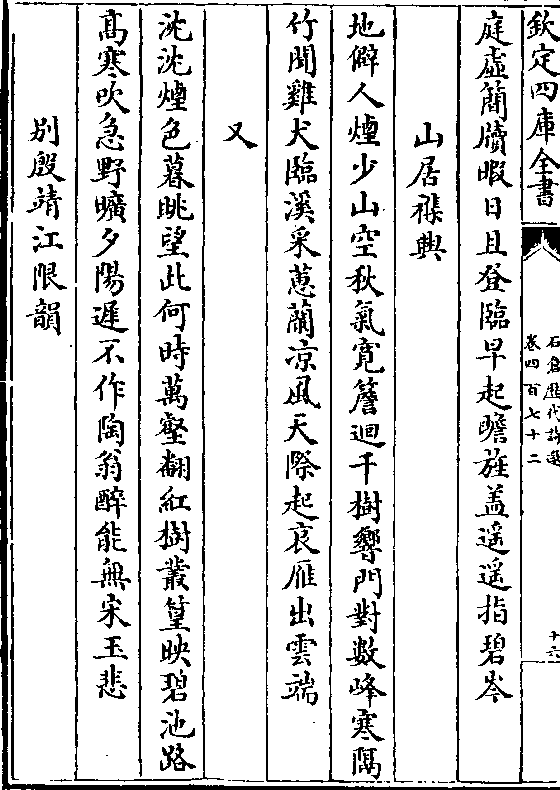 欽定四庫全書
石倉歷代詩選
卷四百七十二
十六
庭虛簡牘暇日且登臨早起瞻旌盖遥遥指碧岑
山居雜興
地僻人煙少山空秋氣寛簷迴千樹響門對數峰寒隔
竹聞雞犬臨溪采蕙蘭凉風天際起哀雁出雲端
又
沈沈煙色暮眺望此何時萬壑翻紅樹叢篁映碧池路
髙寒吹急野曠夕陽遲不作陶翁醉能無宋玉悲
别殷靖江限韻